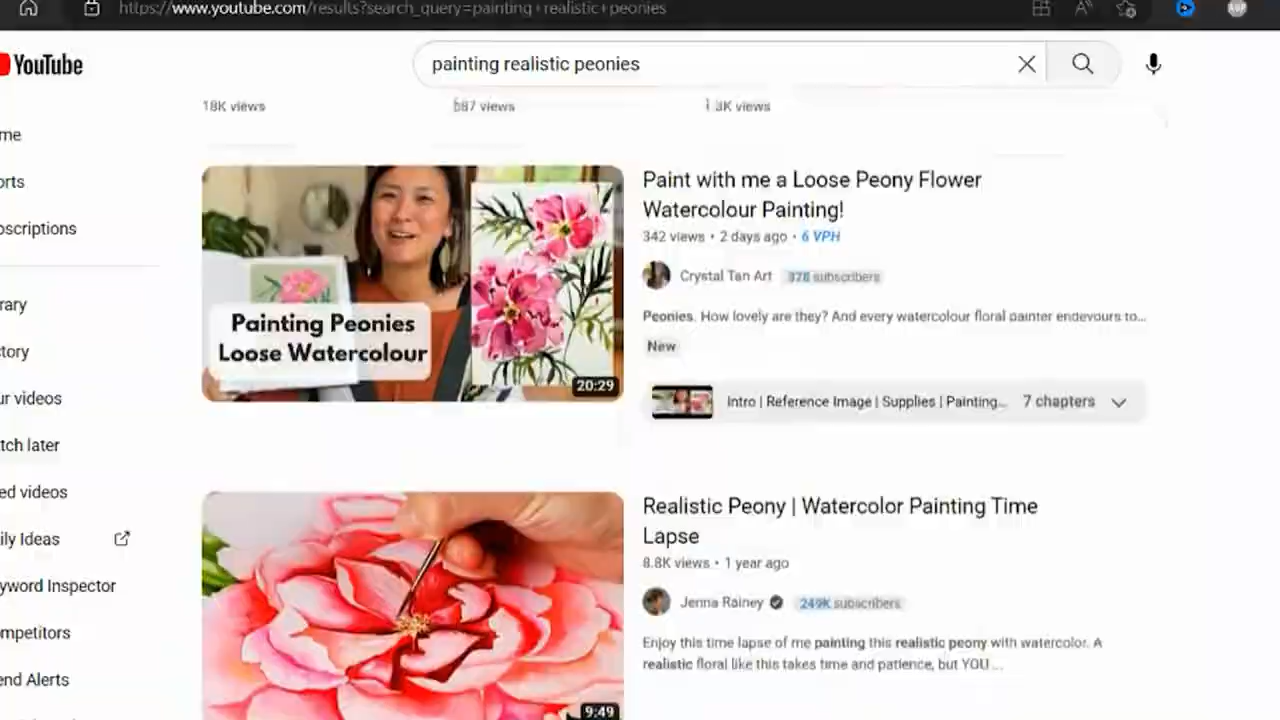 https://www.youtube.com/results?search_query=painting+realistic+peonies
YouTube
painting realistic peonies
18K views
587 views
1.3K views
me
orts
oscriptions
rary
tory
ur videos
tch later
ed videos
ily Ideas
yword Inspector
mpetitors
end Alerts
Painting Peonies
Loose Watercolour
20:29
Paint with me a Loose Peony Flower
Watercolour Painting!
342 views • 2 days ago • 6 VPH
Crystal Tan Art 378 subscribers
Peonies. How lovely are they? And every watercolour floral painter endevours to...
New
Intro | Reference Image | Supplies | Painting... 7 chapters
9:49
Realistic Peony | Watercolor Painting Time
Lapse
8.8K views • 1 year ago
Jenna Rainey 249K subscribers
Enjoy this time lapse of me painting this realistic peony with watercolor. A
realistic floral like this takes time and patience, but YOU ...